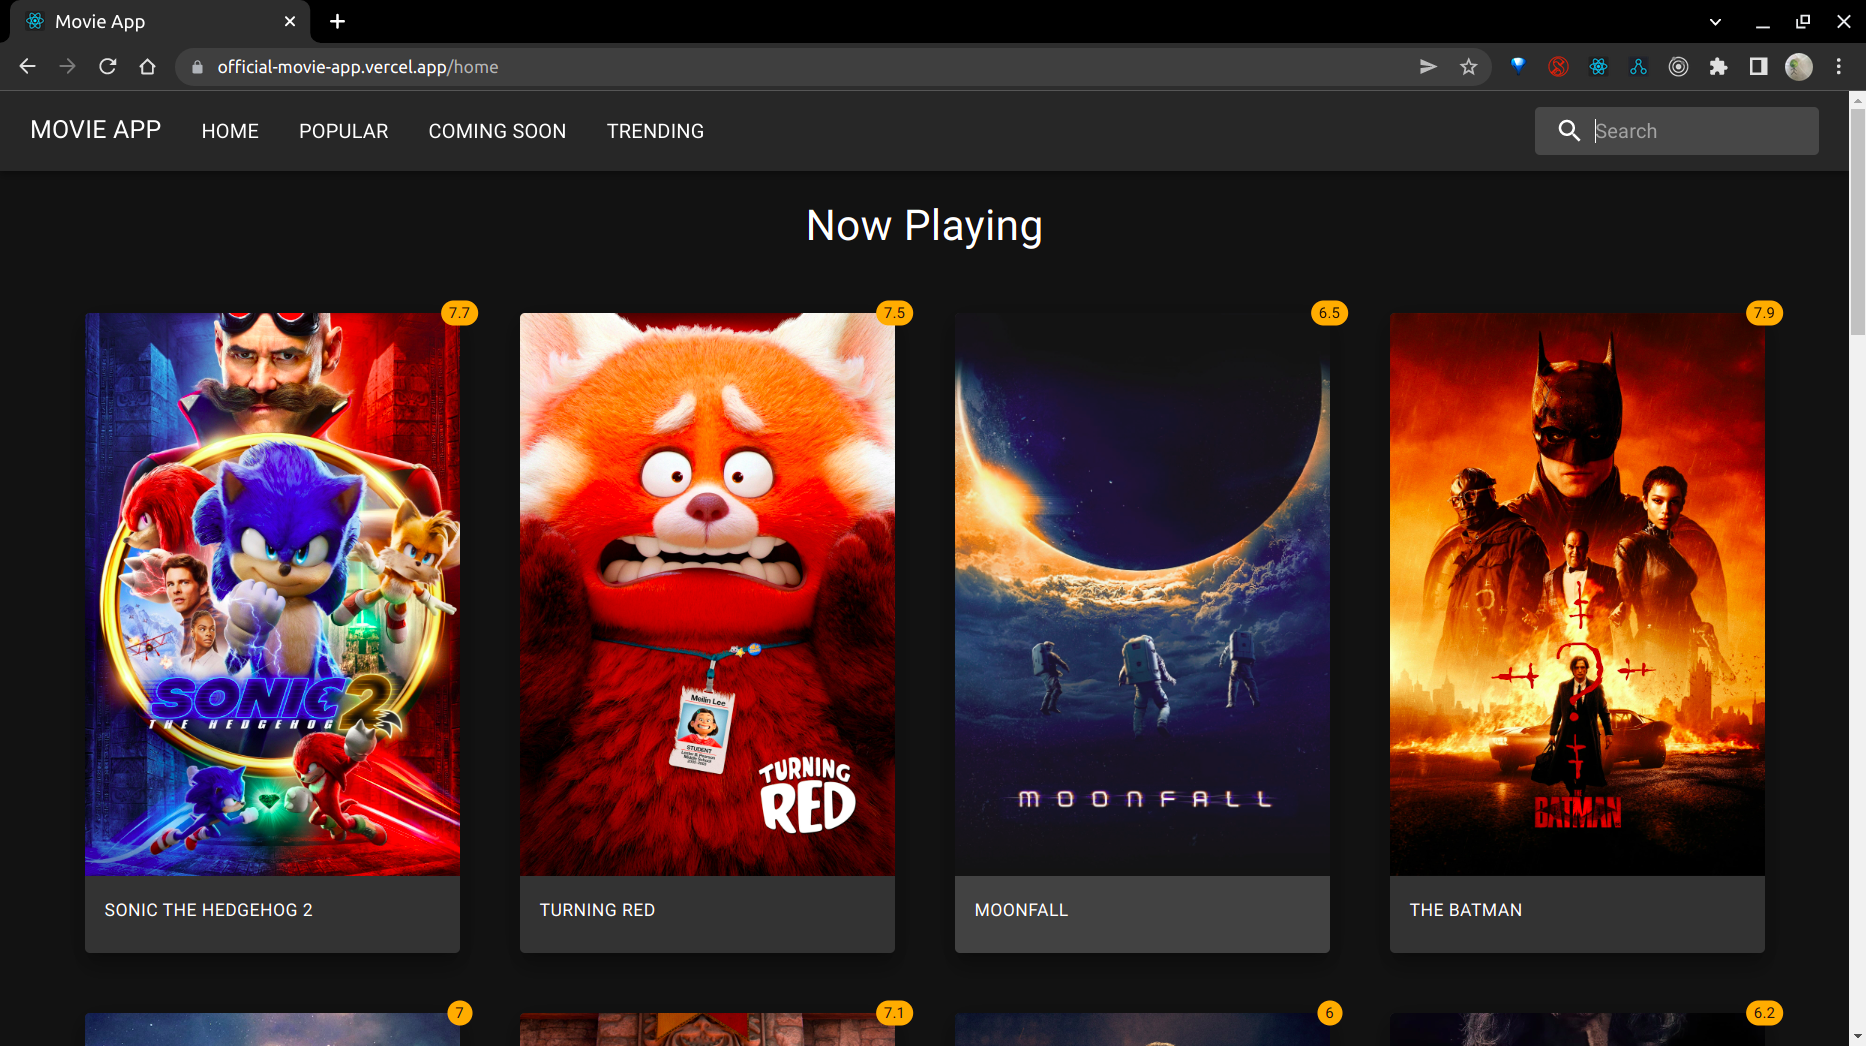 Movie App
official-movie-app.vercel.app/home
MOVIE APP HOME POPULAR COMING SOON TRENDING Search
Now Playing
7.7 7.5 6.5 7.9
SONIC 2
THE HEDGEHOG
Meilin Lee
STUDENT
TURNING
RED
MOONFALL
THE
BATMAN
SONIC THE HEDGEHOG 2 TURNING RED MOONFALL THE BATMAN
7 7.1 6 6.2